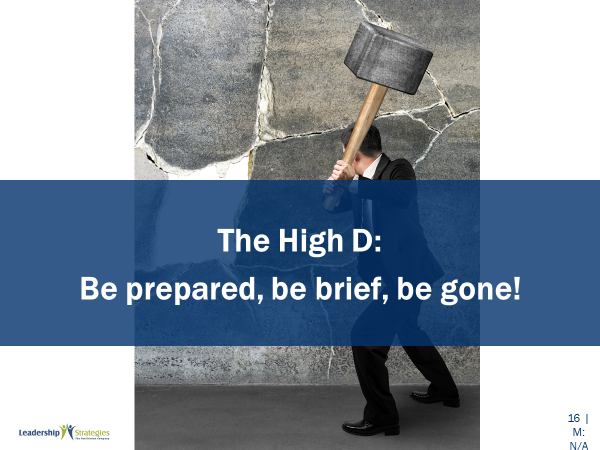 The High D:
Be prepared, be brief, be gone!
Leadership Strategies
The Facilitation Company
16 |
M:
N/A